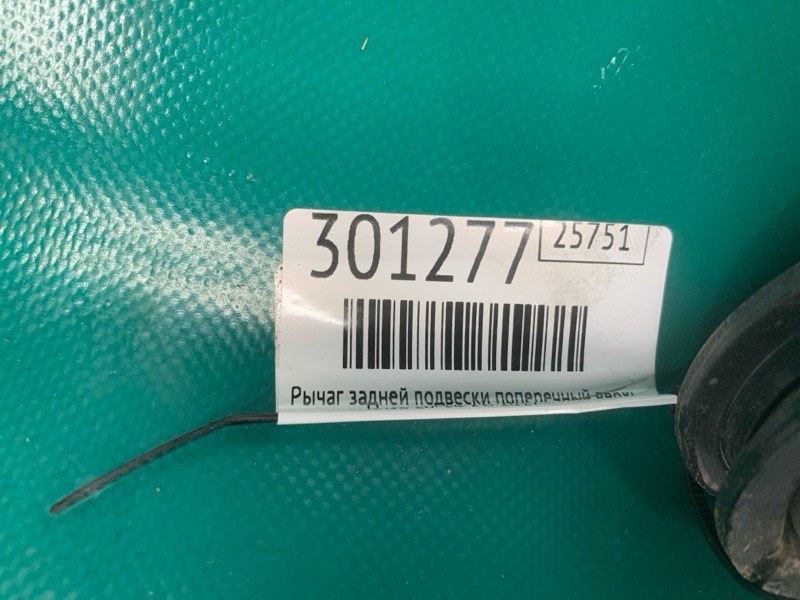 301277
25751
Рычаг задней подвески поперечный